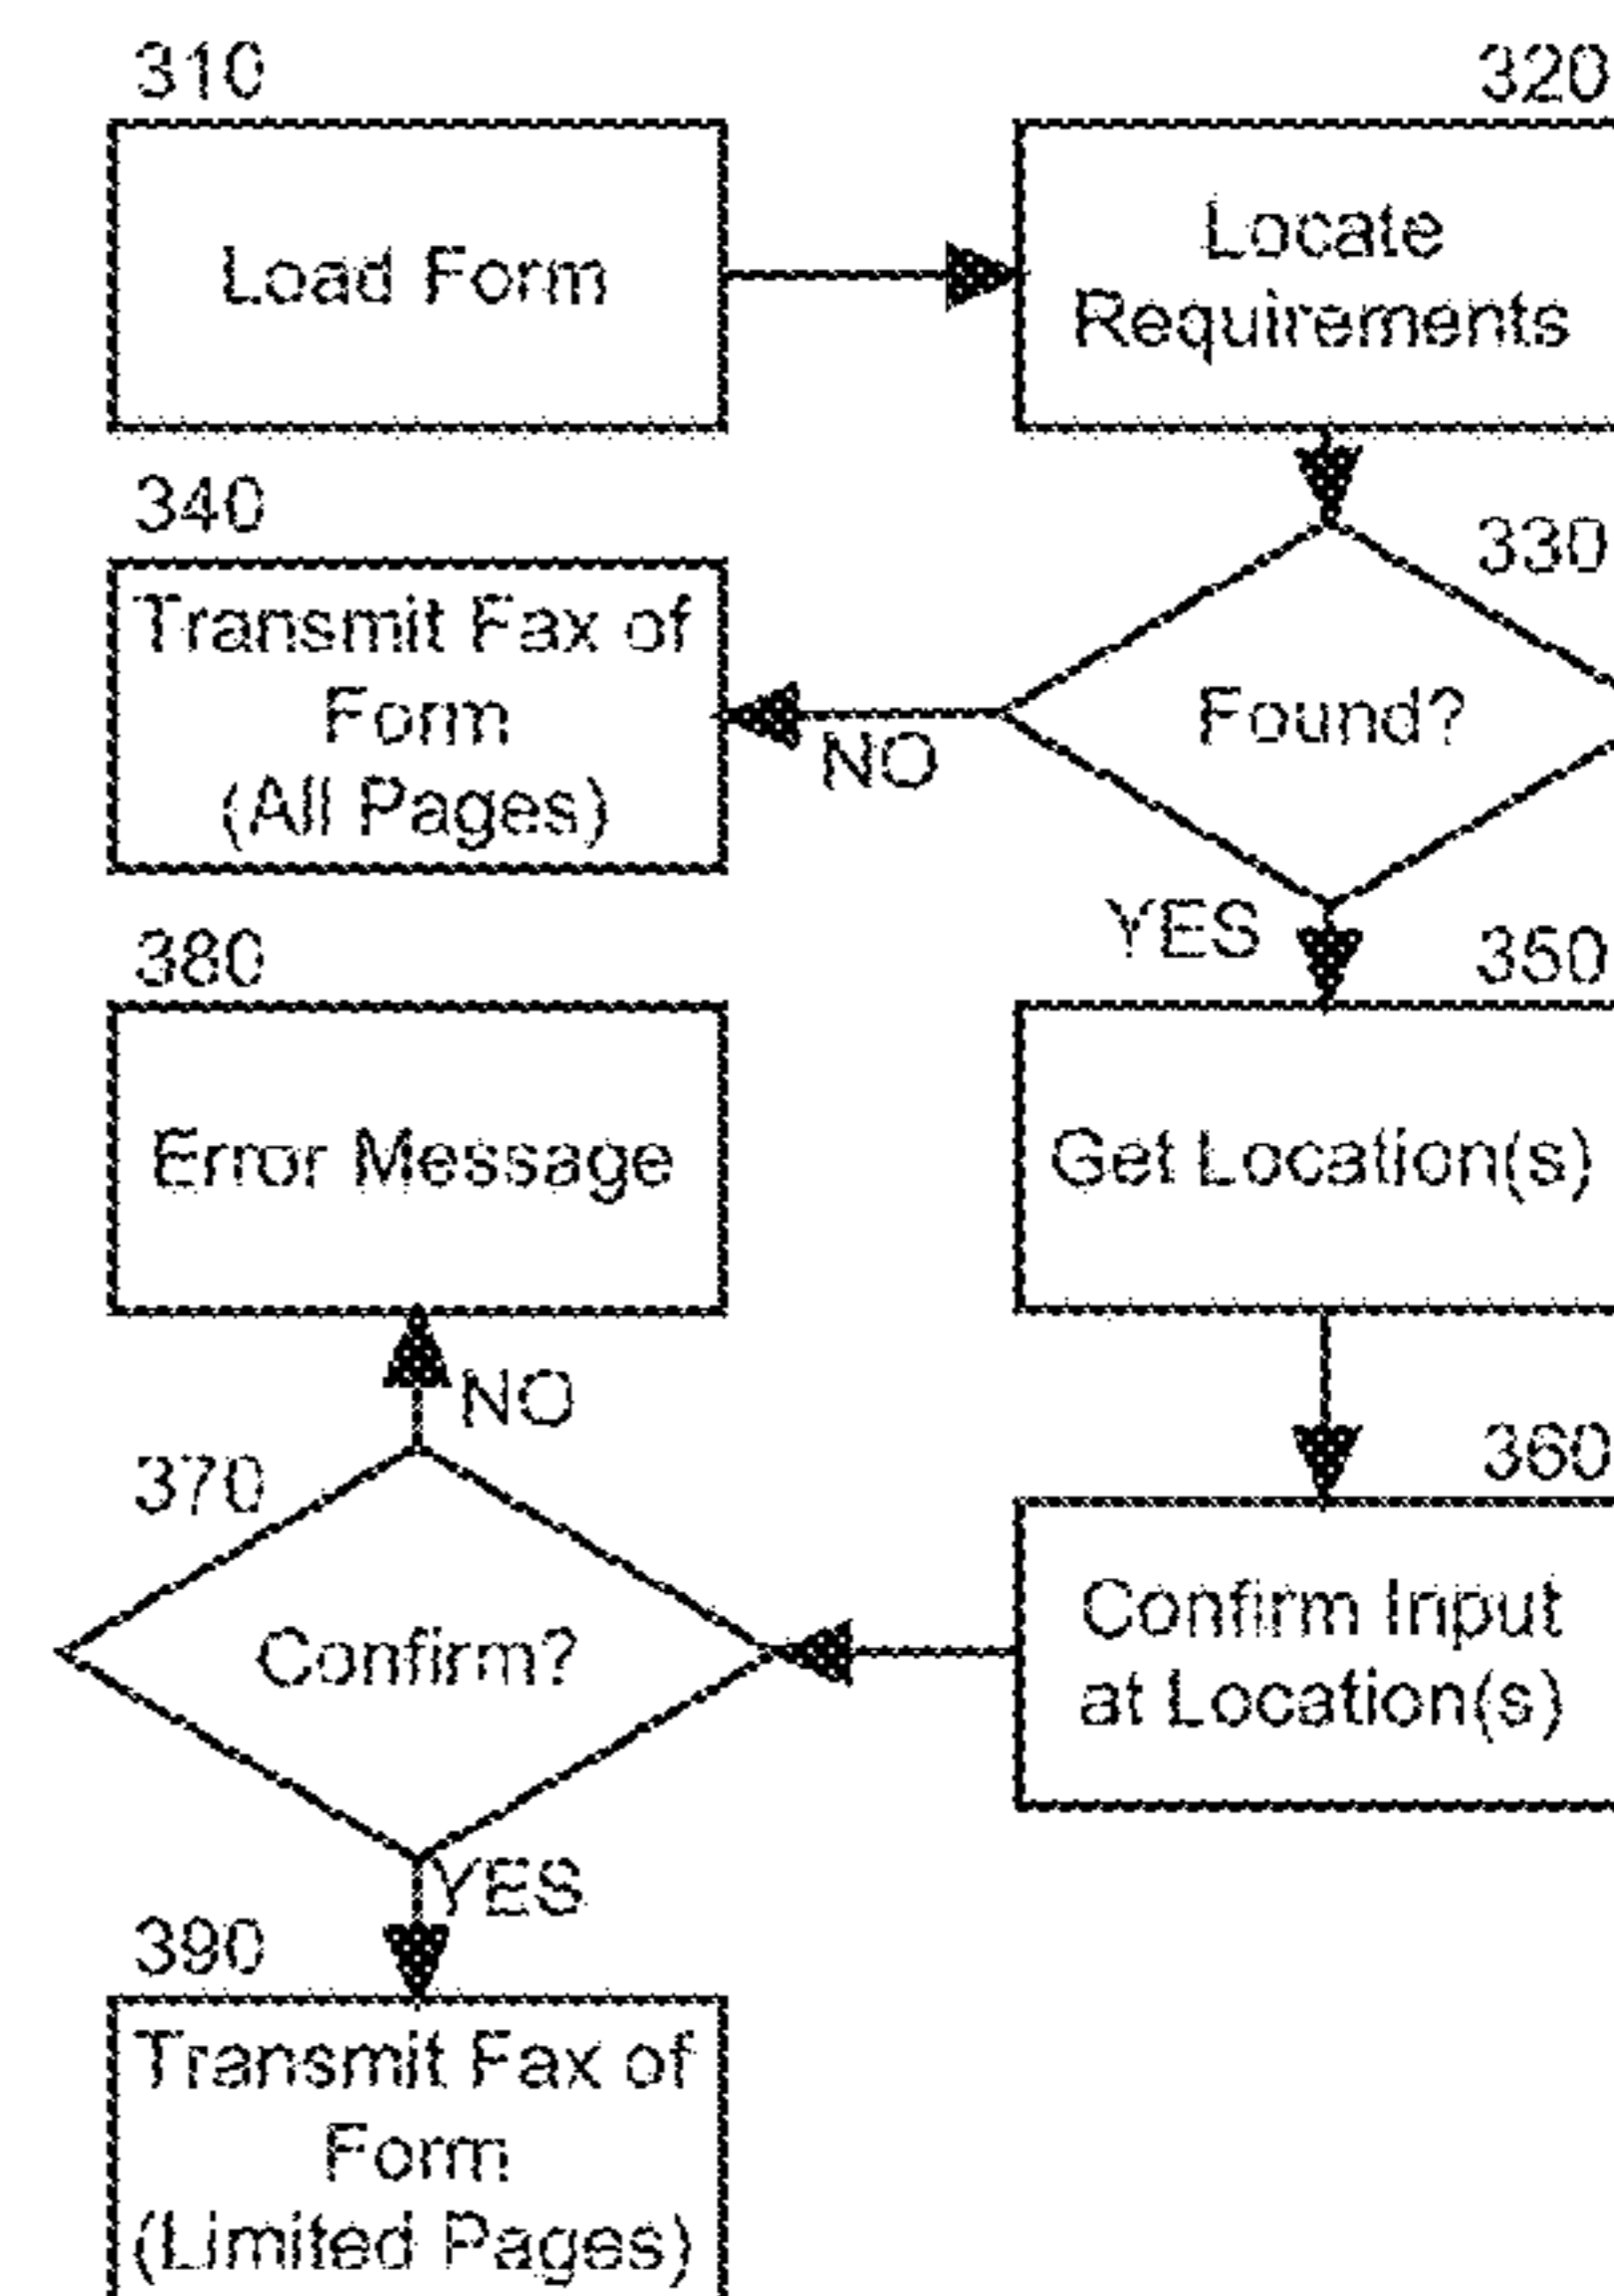 310
Load Form
320
Locate
Requirements
330
Found?
NO
340
Transmit Fax of
Form
(All Pages)
YES
350
Get Location(s)
360
Confirm Input
at Location(s)
370
Confirm?
NO
380
Error Message
YES
390
Transmit Fax of
Form
(Limited Pages)